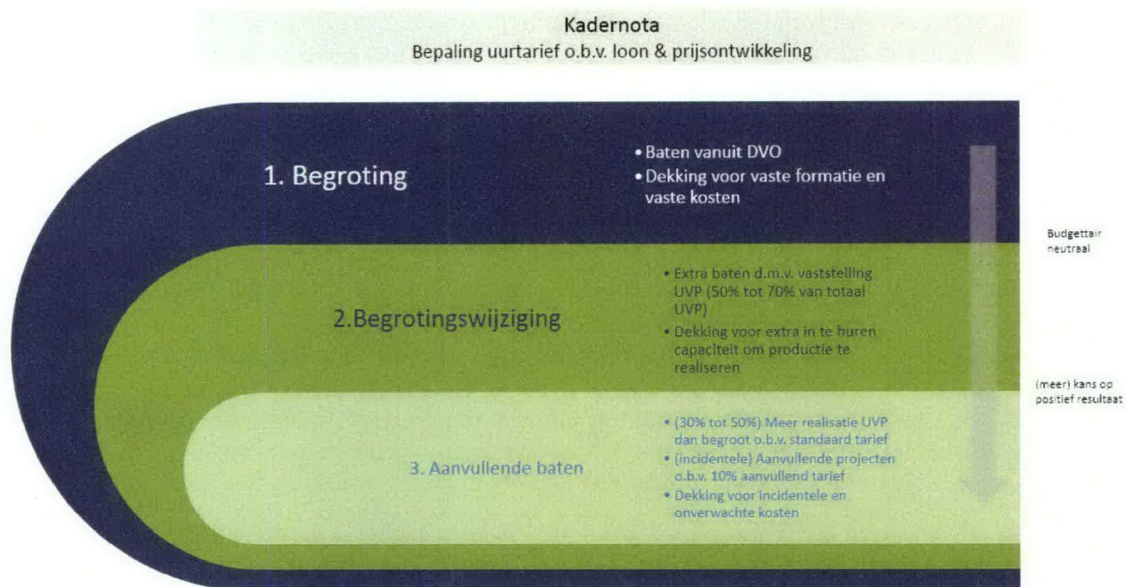 Kadernota
Bepaling uurtarief o.b.v. loon & prijsontwikkeling
1. Begroting
• Baten vanuit DVO
• Dekking voor vaste formatie en
vaste kosten
Budgettair
neutraal
2.Begrotingswijziging
• Extra baten d.m.v. vaststelling
UVP (50% tot 70% van totaal
UVP)
• Dekking voor extra in te huren
capaciteit om productie te
realiseren
(meer) kans op
positief resultaat
3. Aanvullende baten
• (30% tot 50%) Meer realisatie UVP
dan begroot o.b.v. standaard tarief
• (incidentele) Aanvullende projecten
o.b.v. 10% aanvullend tarief
• Dekking voor incidentele en
onverwachte kosten